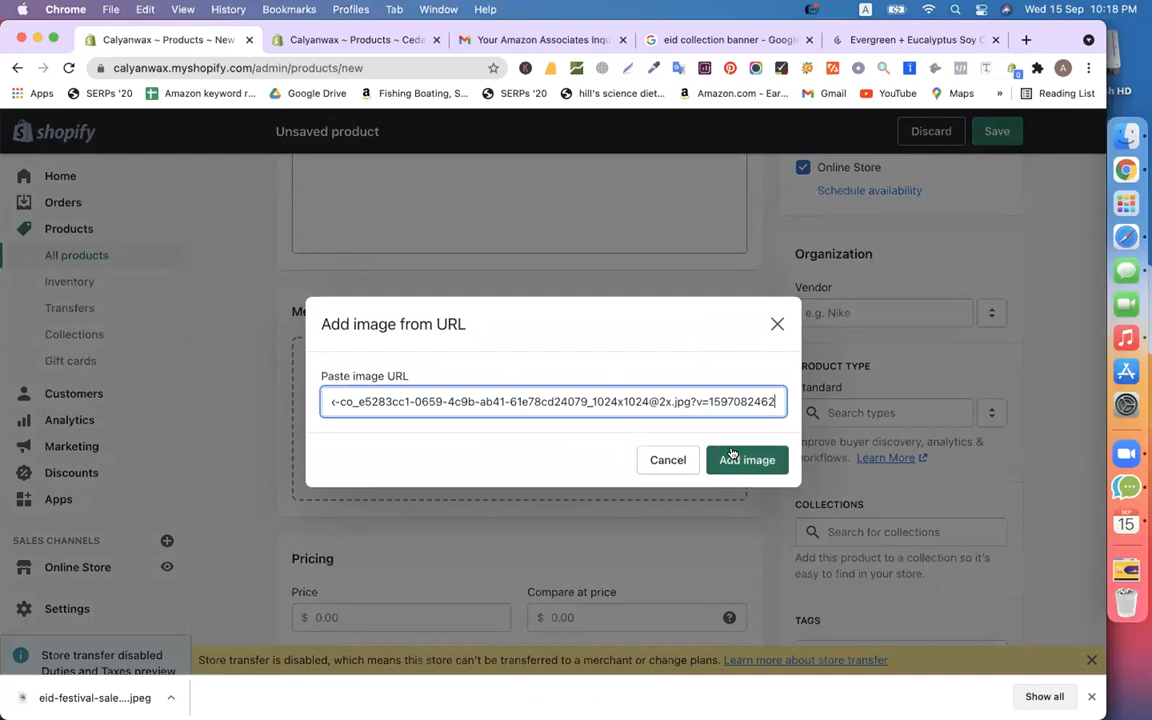 Chrome File Edit View History Bookmarks Profiles Tab Window Help A Wed 15 Sep 10:18 PM
Calyanwax ~ Products ~ New Calyanwax ~ Products ~ Ceda Your Amazon Associates Inqu eid collection banner - Google Evergreen + Eucalyptus Soy C
calyanwax.myshopify.com/admin/products/new A
Apps SERPs '20 Amazon keyword r... Google Drive Fishing Boating, S... SERPs '20 hill's science diet... Amazon.com - Ear... Gmail YouTube Maps » Reading List
sh HD
shopify Unsaved product Discard Save
Home
Orders
Products
All products
Inventory
Transfers
Collections
Gift cards
Customers
Analytics
Marketing
Discounts
Apps
SALES CHANNELS
Online Store
Settings
Store transfer disabled
Duties and Taxes preview
Online Store
Schedule availability
Organization
Vendor
e.g. Nike
PRODUCT TYPE
Standard
Search types
Improve buyer discovery, analytics &
workflows. Learn More
COLLECTIONS
Search for collections
Add this product to a collection so it's
easy to find in your store.
TAGS
Me
Add image from URL
Paste image URL
-co_e5283cc1-0659-4c9b-ab41-61e78cd24079_1024x1024@2x.jpg?v=1597082462
Cancel Add image
Pricing
Price Compare at price
$ 0.00 $ 0.00
Store transfer is disabled, which means this store can't be transferred to a merchant or change plans. Learn more about store transfer
eid-festival-sale....jpeg Show all
SEP
15